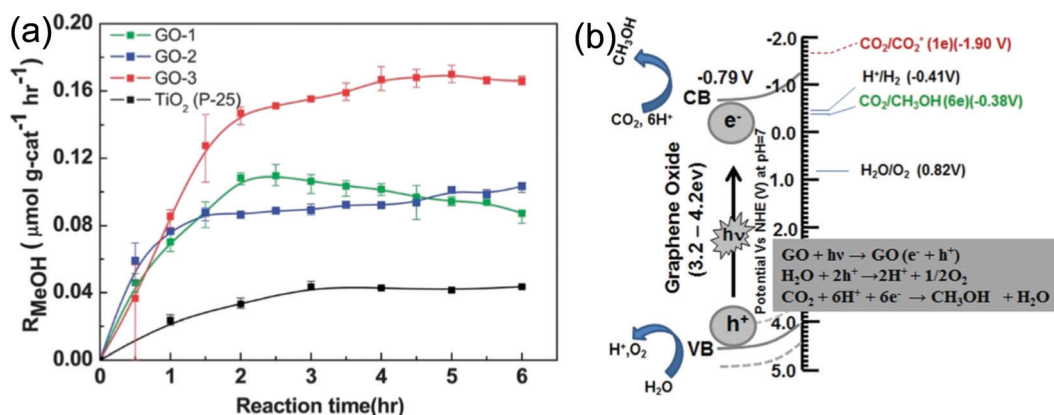 (a)
0.20
0.16
0.12
0.08
0.04
0.00
R_MeOH ( μmol g-cat⁻¹ hr⁻¹)
GO-1
GO-2
GO-3
TiO₂ (P-25)
0 1 2 3 4 5 6
Reaction time(hr)
(b)
CH₃OH
CO₂, 6H⁺
-0.79 V
CB
e⁻
Graphene Oxide
(3.2 – 4.2ev)
hν
h⁺
VB
H⁺,O₂
H₂O
Potential Vs NHE (V) at pH=7
-2.0
-1.0
0.0
1.0
2.0
4.0
5.0
CO₂/CO₂˙ (1e)(-1.90 V)
H⁺/H₂ (-0.41V)
CO₂/CH₃OH (6e)(-0.38V)
H₂O/O₂ (0.82V)
GO + hν → GO (e⁻ + h⁺)
H₂O + 2h⁺ →2H⁺ + 1/2O₂
CO₂ + 6H⁺ + 6e⁻ → CH₃OH + H₂O